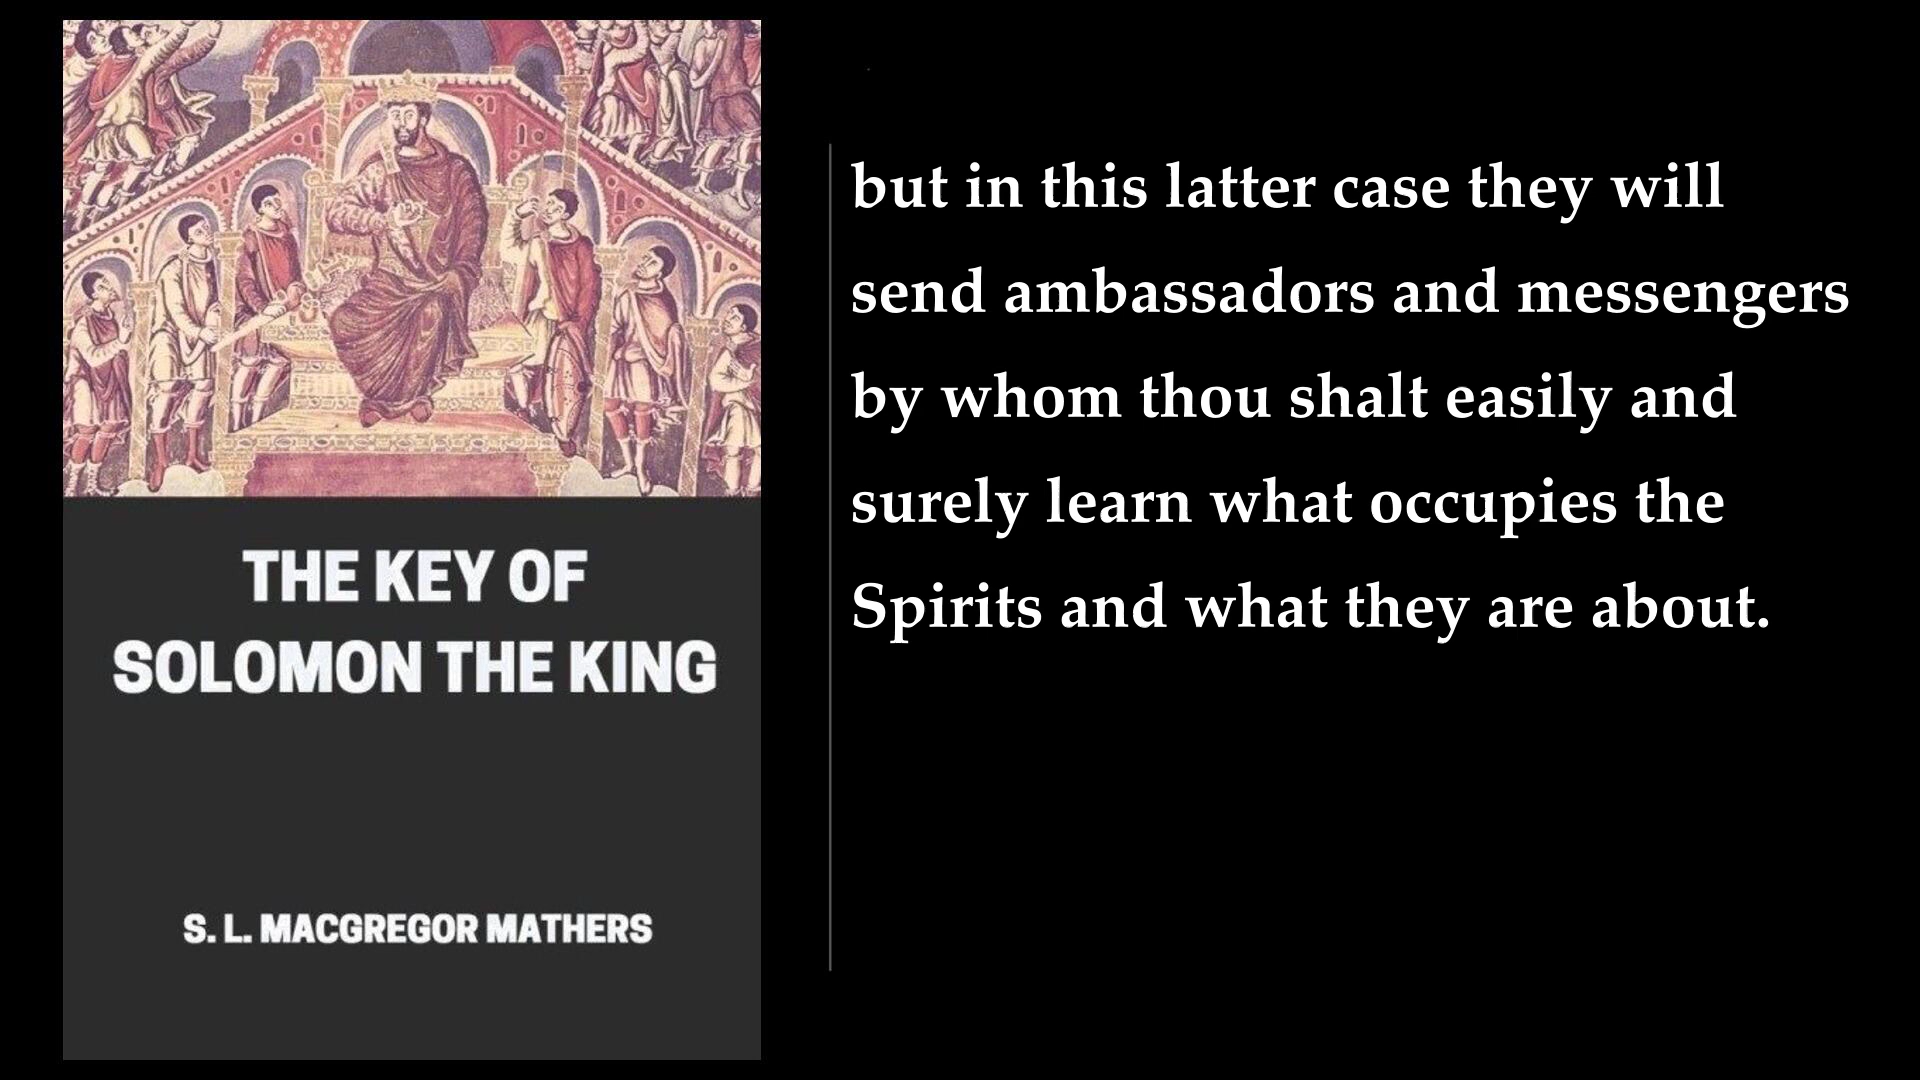 THE KEY OF
SOLOMON THE KING
S. L. MACGREGOR MATHERS
but in this latter case they will
send ambassadors and messengers
by whom thou shalt easily and
surely learn what occupies the
Spirits and what they are about.